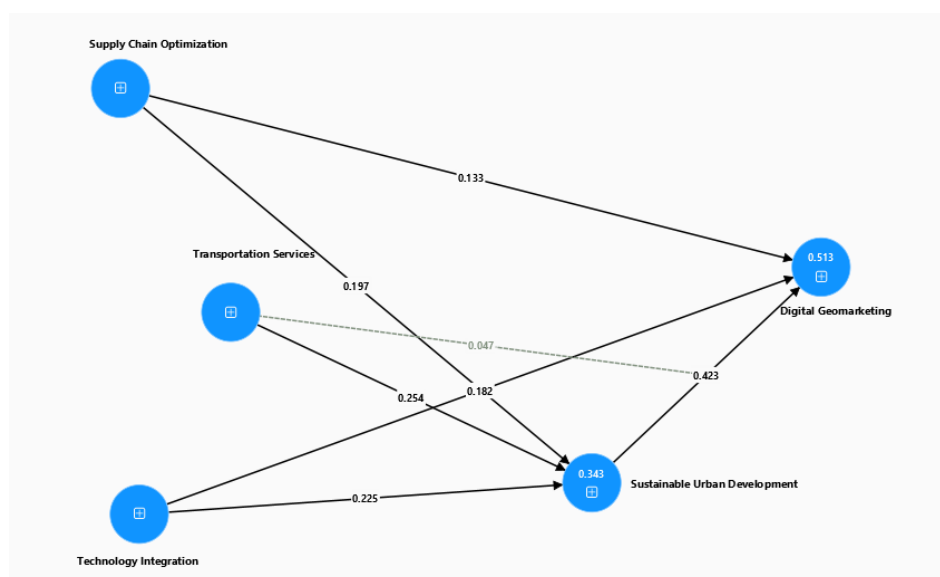 Supply Chain Optimization
0.133
0.513
Transportation Services
0.197
Digital Geomarketing
0.047
0.423
0.182
0.254
0.343
Sustainable Urban Development
0.225
Technology Integration